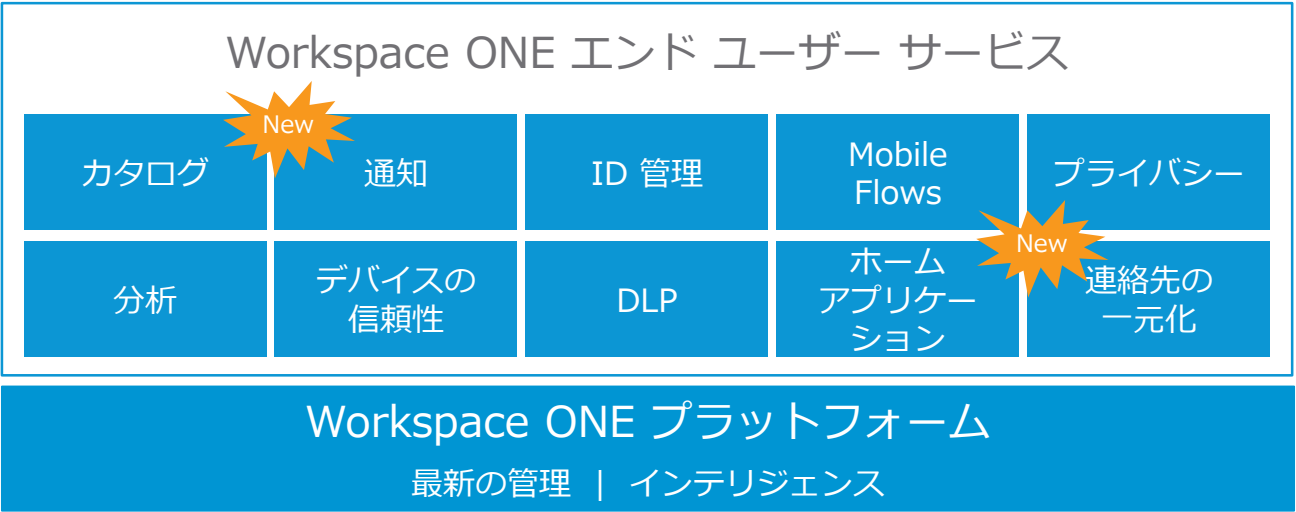 Workspace ONE エンド ユーザー サービス
カタログ
New
通知
ID 管理
Mobile
Flows
プライバシー
分析
デバイスの
信頼性
DLP
ホーム
アプリケー
ション
New
連絡先の
一元化
Workspace ONE プラットフォーム
最新の管理 | インテリジェンス